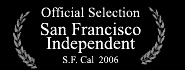 Official Selection
San Francisco
Independent
S.F. Cal 2006